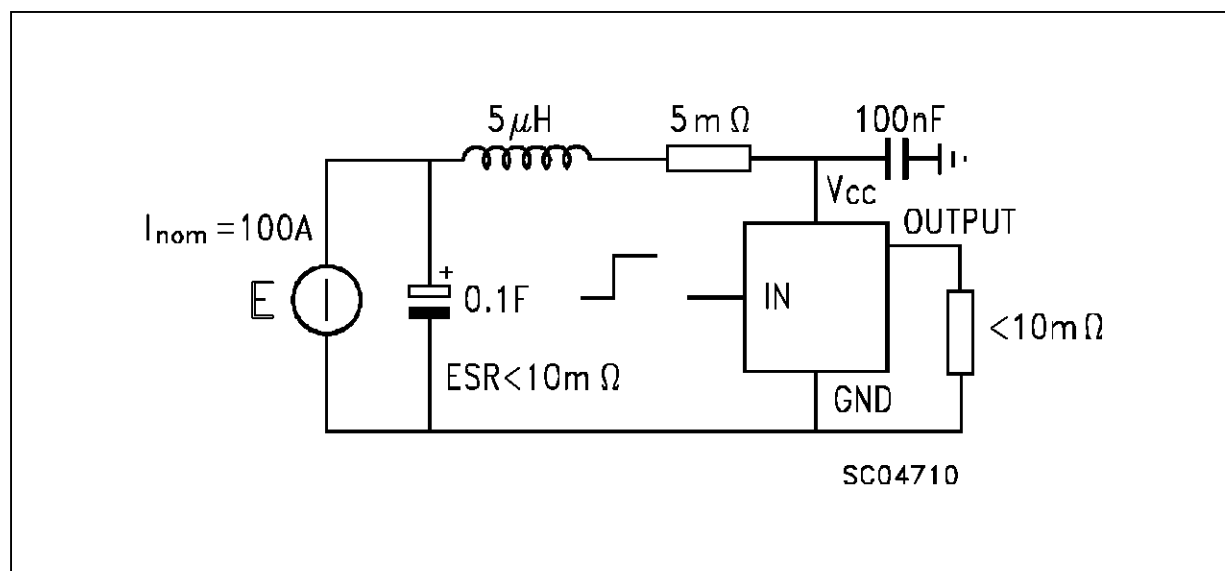 5μH
5mΩ
100nF
Vcc
Inom =100A
OUTPUT
E
+
0.1F
IN
<10mΩ
ESR<10mΩ
GND
SC04710